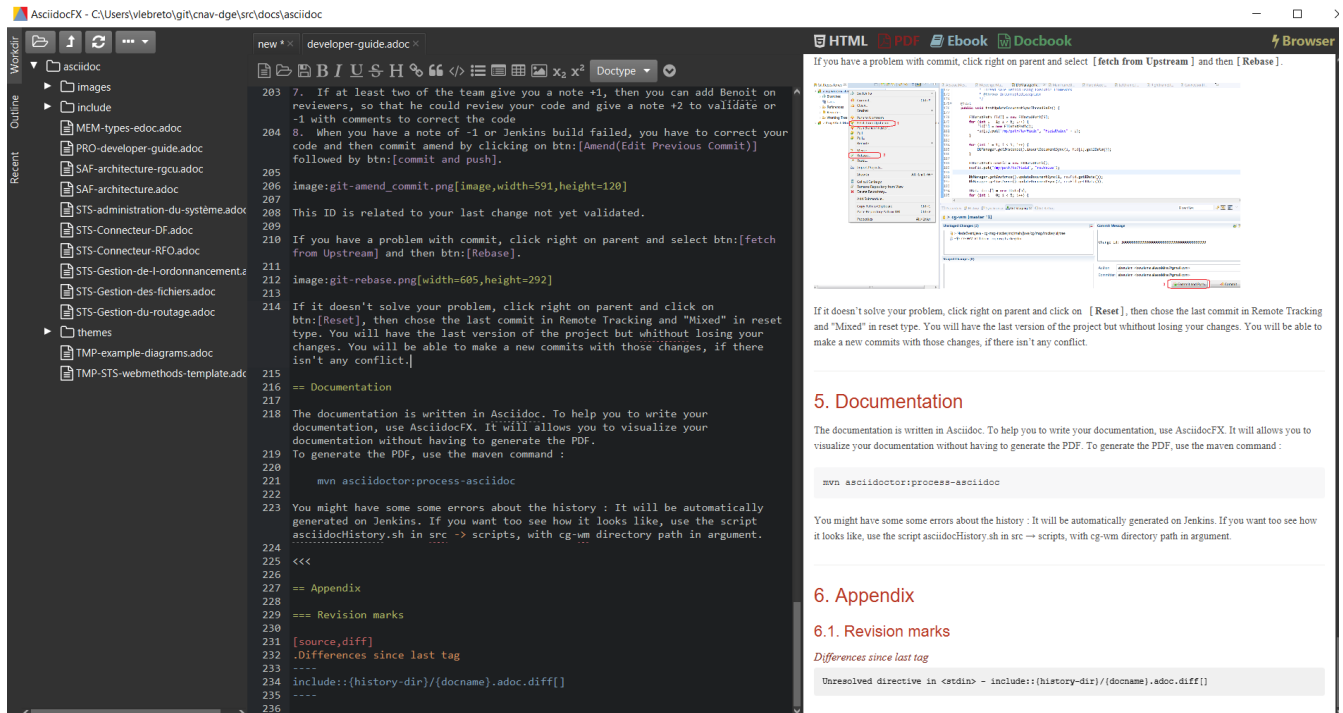 AsciidocFX - C:\Users\vlebreto\git\cnav-dge\src\docs\asciidoc
Workdir
Outline
Recent
asciidoc
images
include
MEM-types-edoc.adoc
PRO-developer-guide.adoc
SAF-architecture-rgcu.adoc
SAF-architecture.adoc
STS-administration-du-système.adoc
STS-Connecteur-DF.adoc
STS-Connecteur-RFO.adoc
STS-Gestion-de-l-ordonnancement.a
STS-Gestion-des-fichiers.adoc
STS-Gestion-du-routage.adoc
themes
TMP-example-diagrams.adoc
TMP-STS-webmethods-template.adc
new * developer-guide.adoc
B I U S H x₂ x² Doctype
203 7.  If at least two of the team give you a note +1, then you can add Benoit on
reviewers, so that he could review your code and give a note +2 to validate or
-1 with comments to correct the code
204 8.  When you have a note of -1 or Jenkins build failed, you have to correct your
code and then commit amend by clicking on btn:[Amend(Edit Previous Commit)]
followed by btn:[commit and push].
205
206 image:git-amend_commit.png[image,width=591,height=120]
207
208 This ID is related to your last change not yet validated.
209
210 If you have a problem with commit, click right on parent and select btn:[fetch
from Upstream] and then btn:[Rebase].
211
212 image:git-rebase.png[width=605,height=292]
213
214 If it doesn't solve your problem, click right on parent and click on
btn:[Reset], then chose the last commit in Remote Tracking and "Mixed" in reset
type. You will have the last version of the project but whithout losing your
changes. You will be able to make a new commits with those changes, if there
isn't any conflict.
215
216 == Documentation
217
218 The documentation is written in Asciidoc. To help you to write your
documentation, use AsciidocFX. It will allows you to visualize your
documentation without having to generate the PDF.
219 To generate the PDF, use the maven command :
220
221     mvn asciidoctor:process-asciidoc
222
223 You might have some some errors about the history : It will be automatically
generated on Jenkins. If you want too see how it looks like, use the script
asciidocHistory.sh in src -> scripts, with cg-wm directory path in argument.
224
225 <<<
226
227 == Appendix
228
229 === Revision marks
230
231 [source,diff]
232 .Differences since last tag
233 ----
234 include::{history-dir}/{docname}.adoc.diff[]
235 ----
236
HTML PDF Ebook Docbook Browser
If you have a problem with commit, click right on parent and select [fetch from Upstream] and then [Rebase].
If it doesn't solve your problem, click right on parent and click on [Reset], then chose the last commit in Remote Tracking
and "Mixed" in reset type. You will have the last version of the project but whithout losing your changes. You will be able to
make a new commits with those changes, if there isn't any conflict.
5. Documentation
The documentation is written in Asciidoc. To help you to write your documentation, use AsciidocFX. It will allows you to
visualize your documentation without having to generate the PDF. To generate the PDF, use the maven command :
mvn asciidoctor:process-asciidoc
You might have some some errors about the history : It will be automatically generated on Jenkins. If you want too see how
it looks like, use the script asciidocHistory.sh in src → scripts, with cg-wm directory path in argument.
6. Appendix
6.1. Revision marks
Differences since last tag
Unresolved directive in <stdin> - include::{history-dir}/{docname}.adoc.diff[]